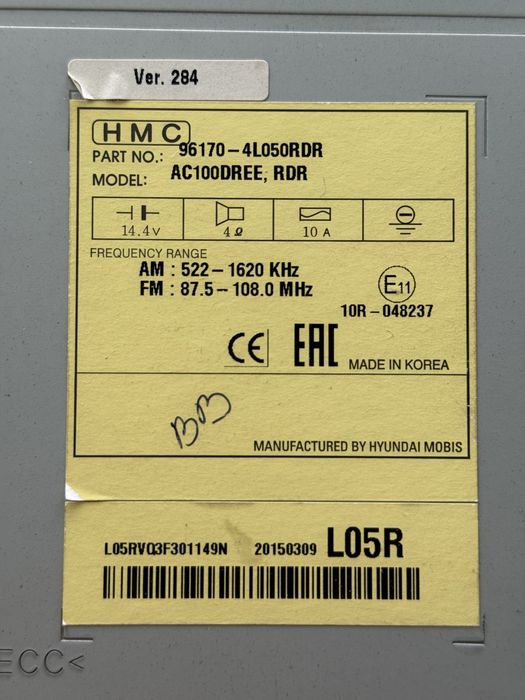 Ver. 284
HMC
PART NO.: 96170-4L050RDR
MODEL: AC100DREE, RDR
14.4V 4Ω 10 A
FREQUENCY RANGE
AM : 522-1620 KHz
FM : 87.5-108.0 MHz
E11
10R-048237
CE EAC
MADE IN KOREA
BB
MANUFACTURED BY HYUNDAI MOBIS
L05RVQ3F301149N 20150309 L05R
ECC<